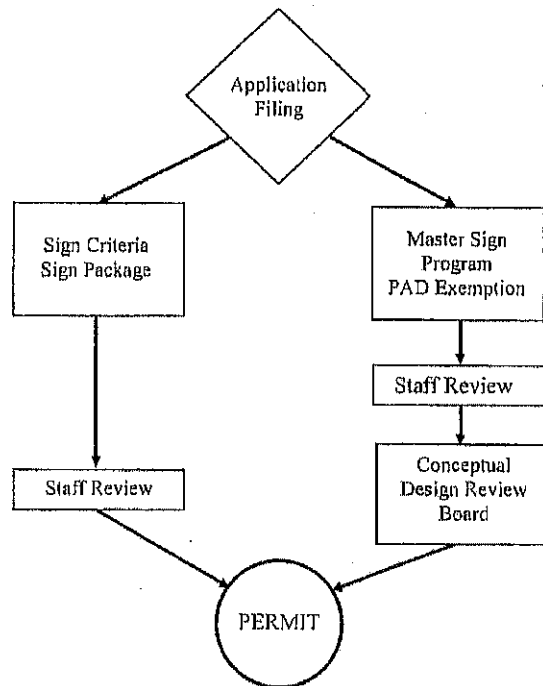 Application
Filing
Sign Criteria
Sign Package
Master Sign
Program
PAD Exemption
Staff Review
Staff Review
Conceptual
Design Review
Board
PERMIT